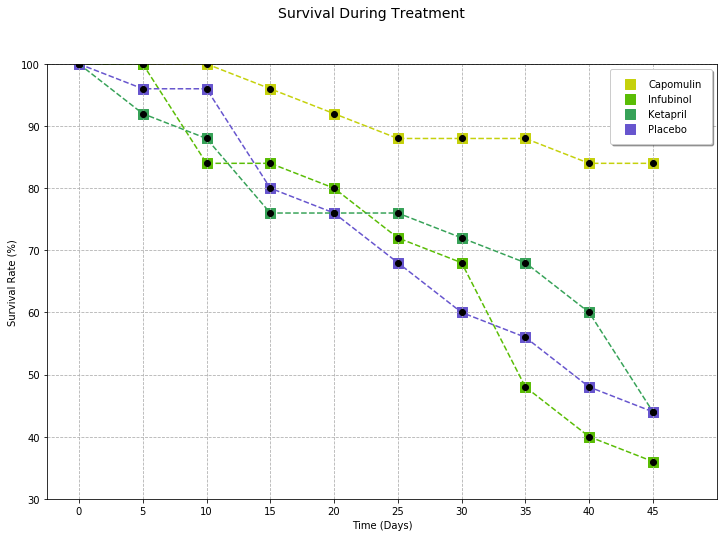 Survival During Treatment
100
90
80
70
60
50
40
30
Survival Rate (%)
Capomulin
Infubinol
Ketapril
Placebo
0 5 10 15 20 25 30 35 40 45
Time (Days)